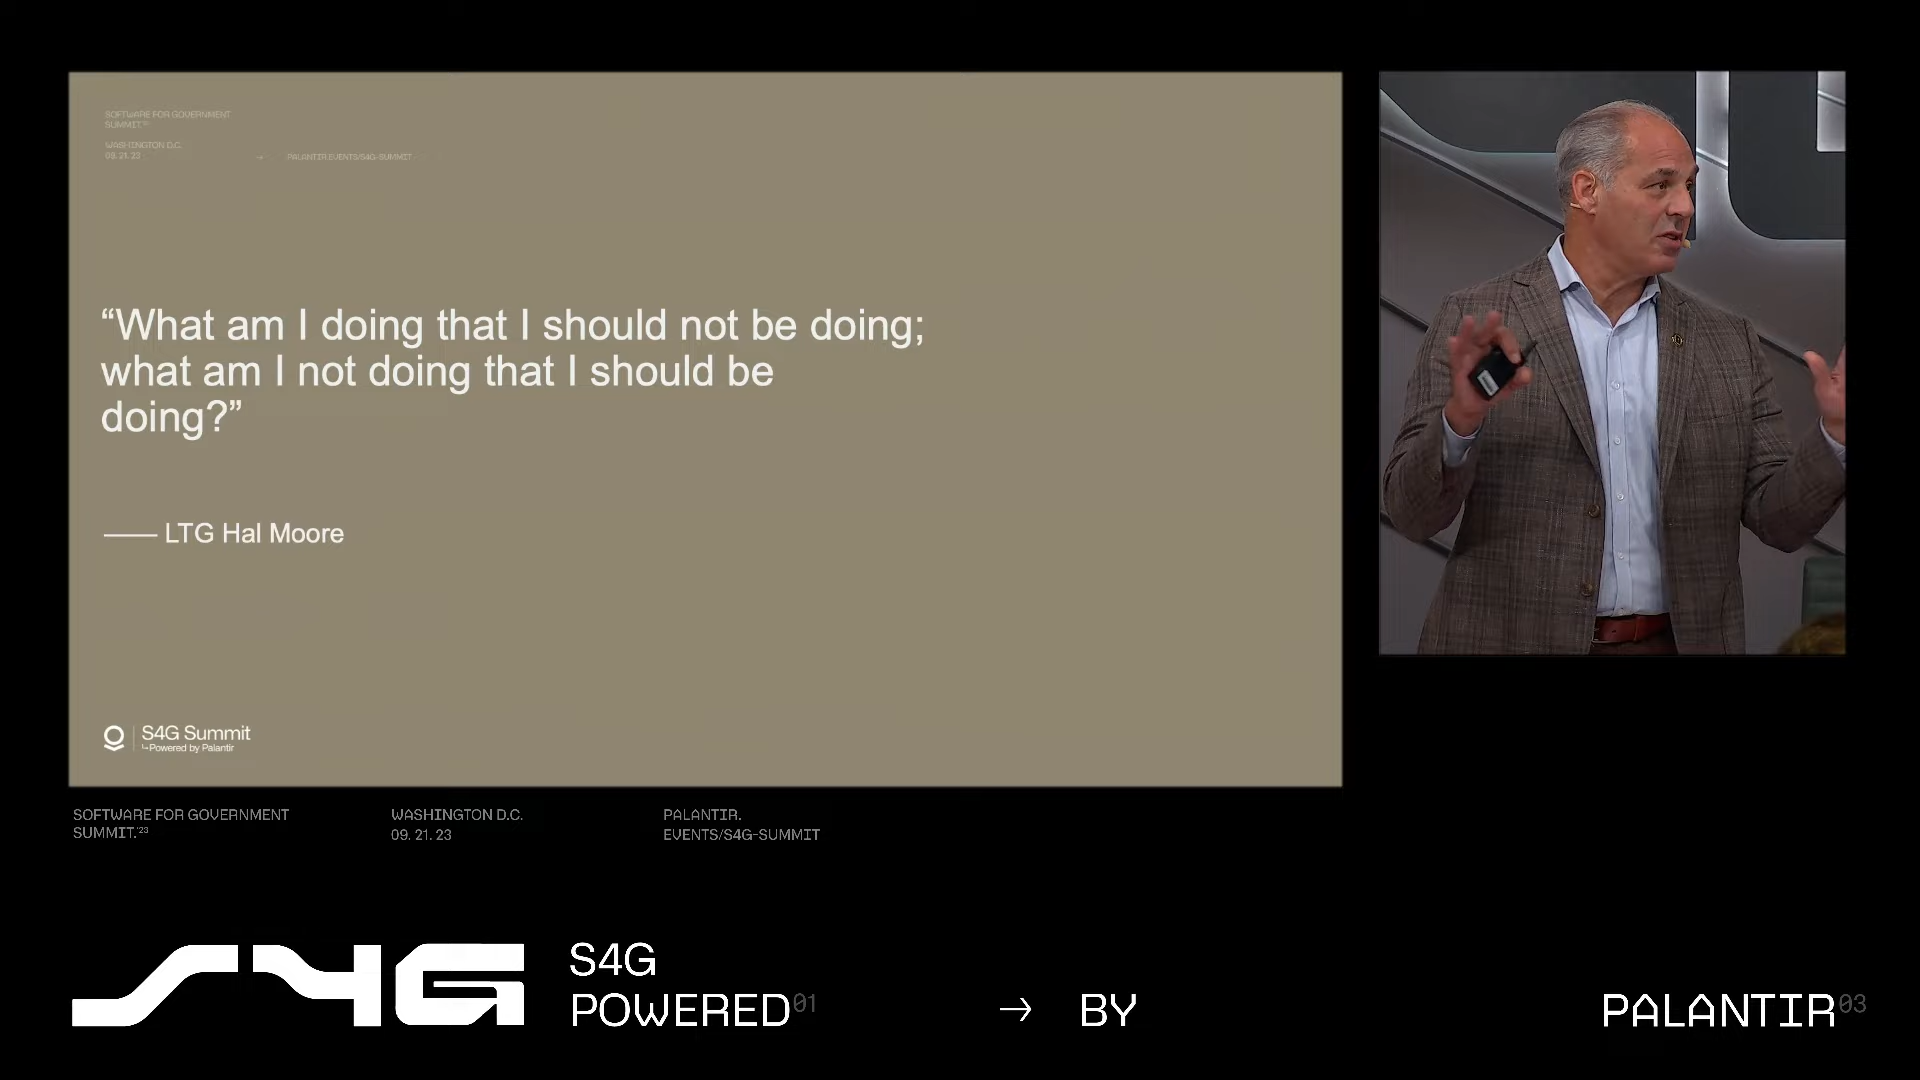 SOFTWARE FOR GOVERNMENT
SUMMIT.'23
WASHINGTON D.C.
09. 21. 23
→ PALANTIR.EVENTS/S4G-SUMMIT
“What am I doing that I should not be doing;
what am I not doing that I should be
doing?”
—— LTG Hal Moore
S4G Summit
↳Powered by Palantir
SOFTWARE FOR GOVERNMENT
SUMMIT.'23
WASHINGTON D.C.
09. 21. 23
PALANTIR.
EVENTS/S4G-SUMMIT
S4G
S4G
POWERED01 → BY PALANTIR03